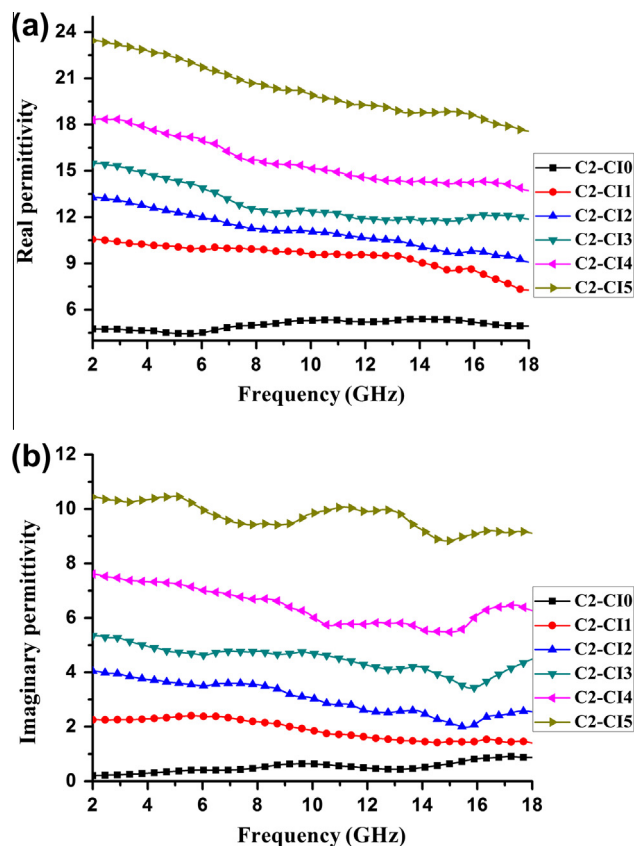 (a)
Real permittivity
24
21
18
15
12
9
6
2 4 6 8 10 12 14 16 18
Frequency (GHz)
C2-CI0
C2-CI1
C2-CI2
C2-CI3
C2-CI4
C2-CI5
(b)
Imaginary permittivity
12
10
8
6
4
2
0
2 4 6 8 10 12 14 16 18
Frequency (GHz)
C2-CI0
C2-CI1
C2-CI2
C2-CI3
C2-CI4
C2-CI5